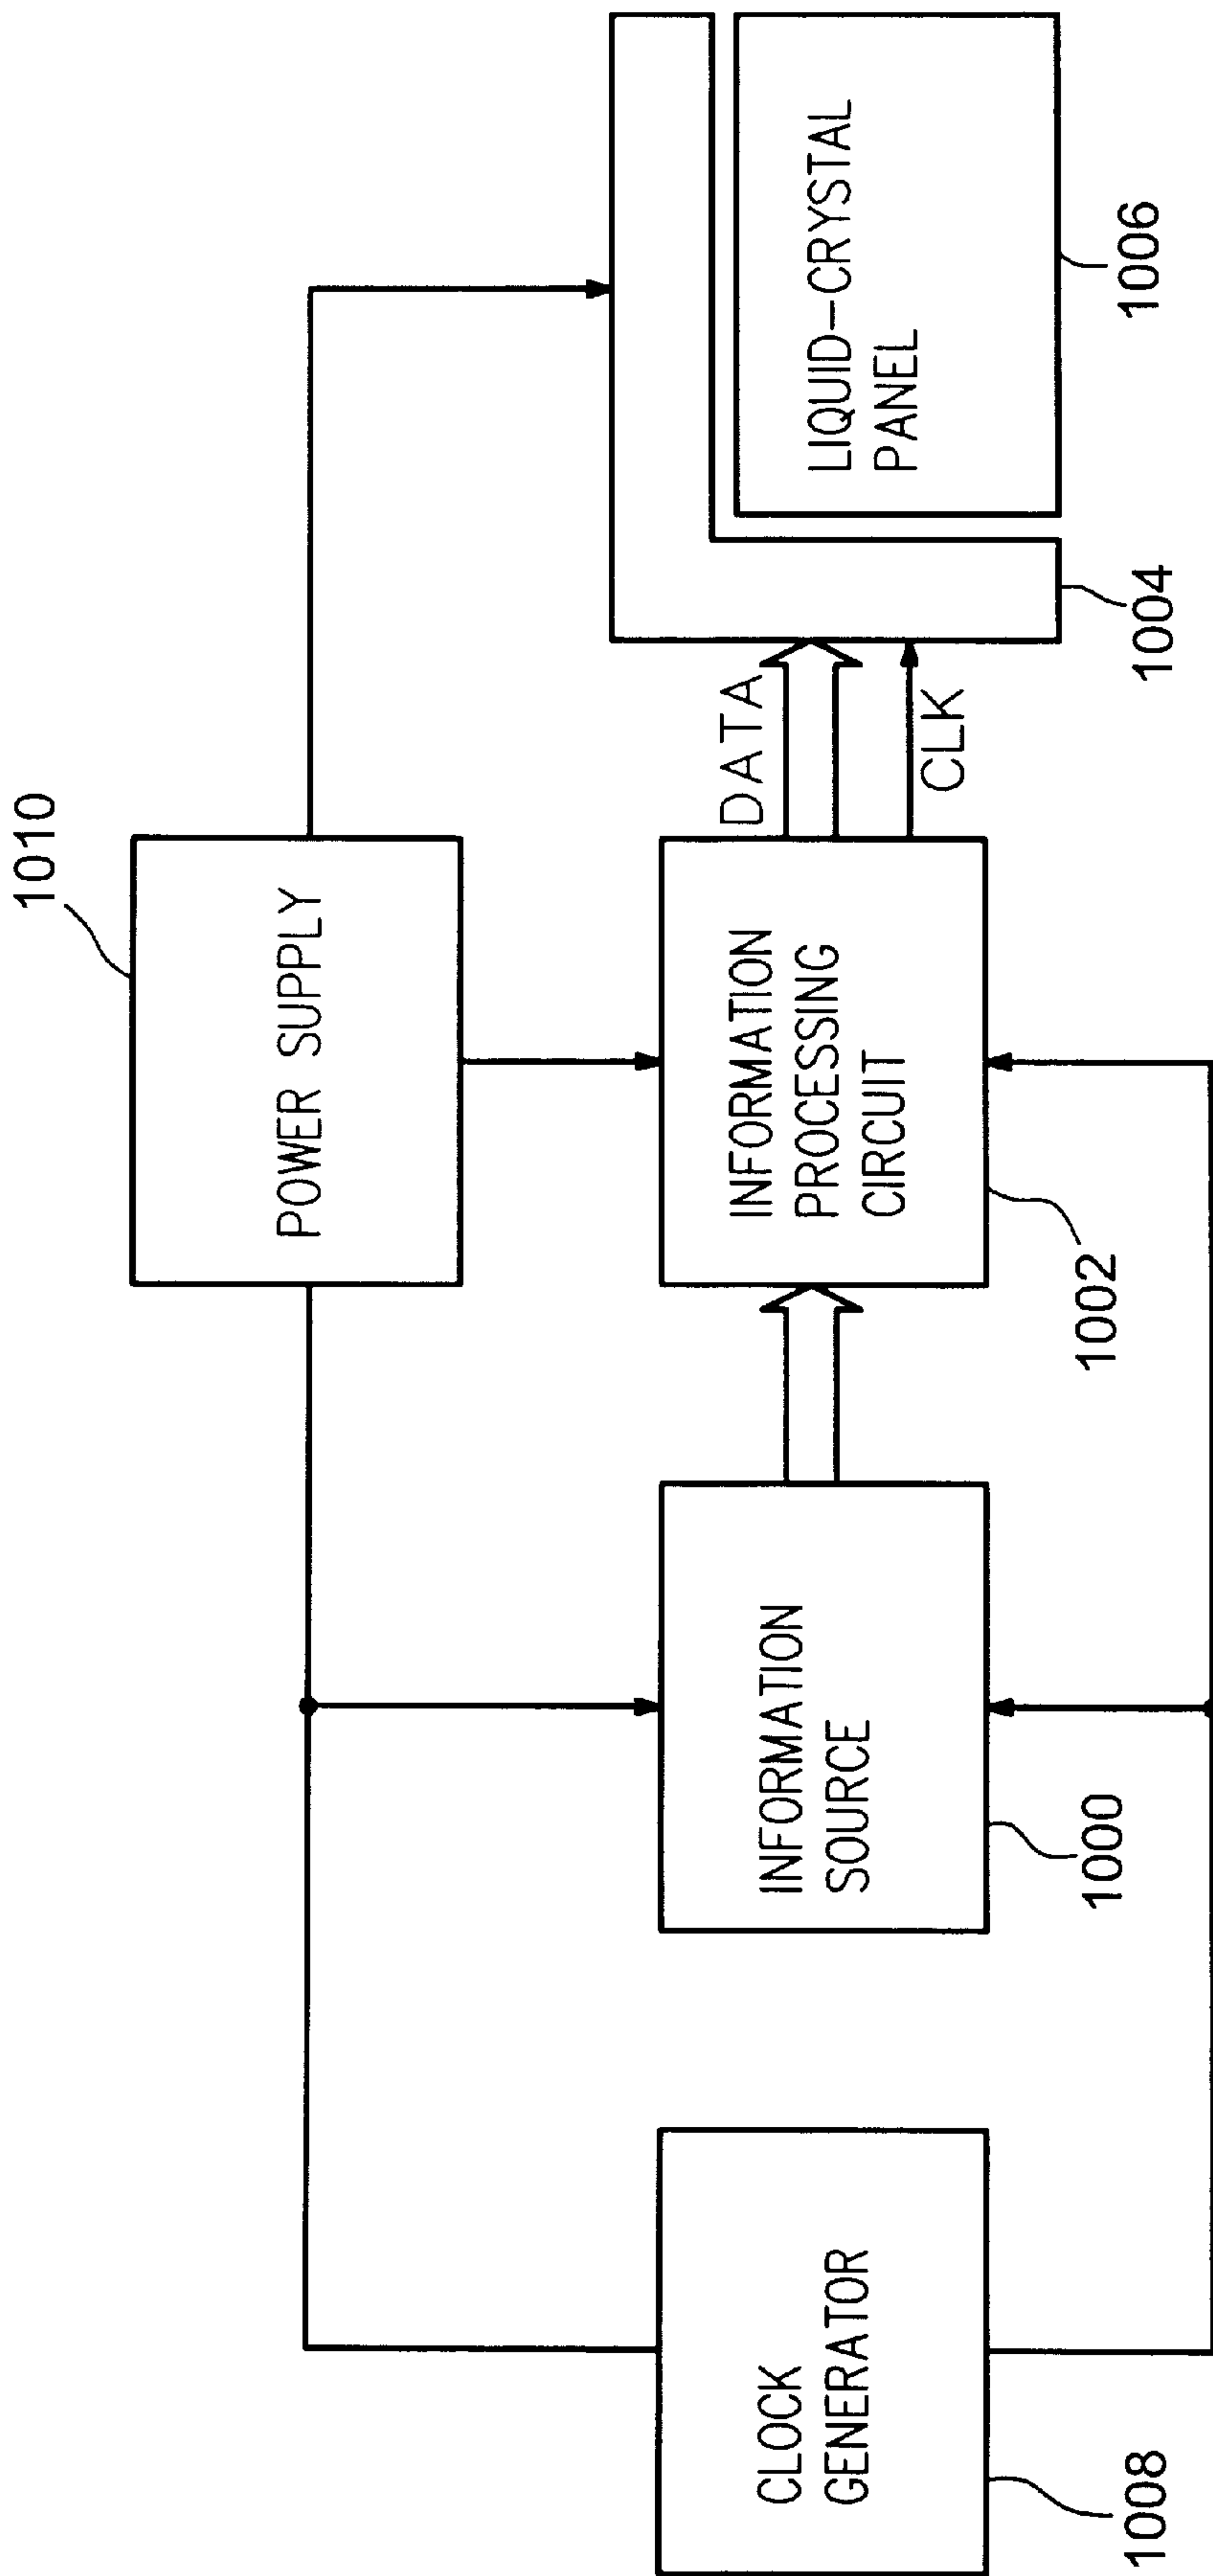 1010
POWER SUPPLY
CLOCK
GENERATOR
1008
INFORMATION
SOURCE
1000
INFORMATION
PROCESSING
CIRCUIT
1002
DATA
CLK
1004
LIQUID-CRYSTAL
PANEL
1006